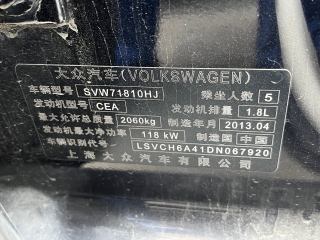 大众汽车(VOLKSWAGEN)
车辆型号 SVW71810HJ 乘坐人数 5
发动机型号 CEA 发动机排量 1.8L
最大允许总质量 2060kg 制造年月 2013.04
发动机最大净功率 118 kW 制造国 中国
车辆识别代号 LSVCH6A41DN067920
上海大众汽车有限公司